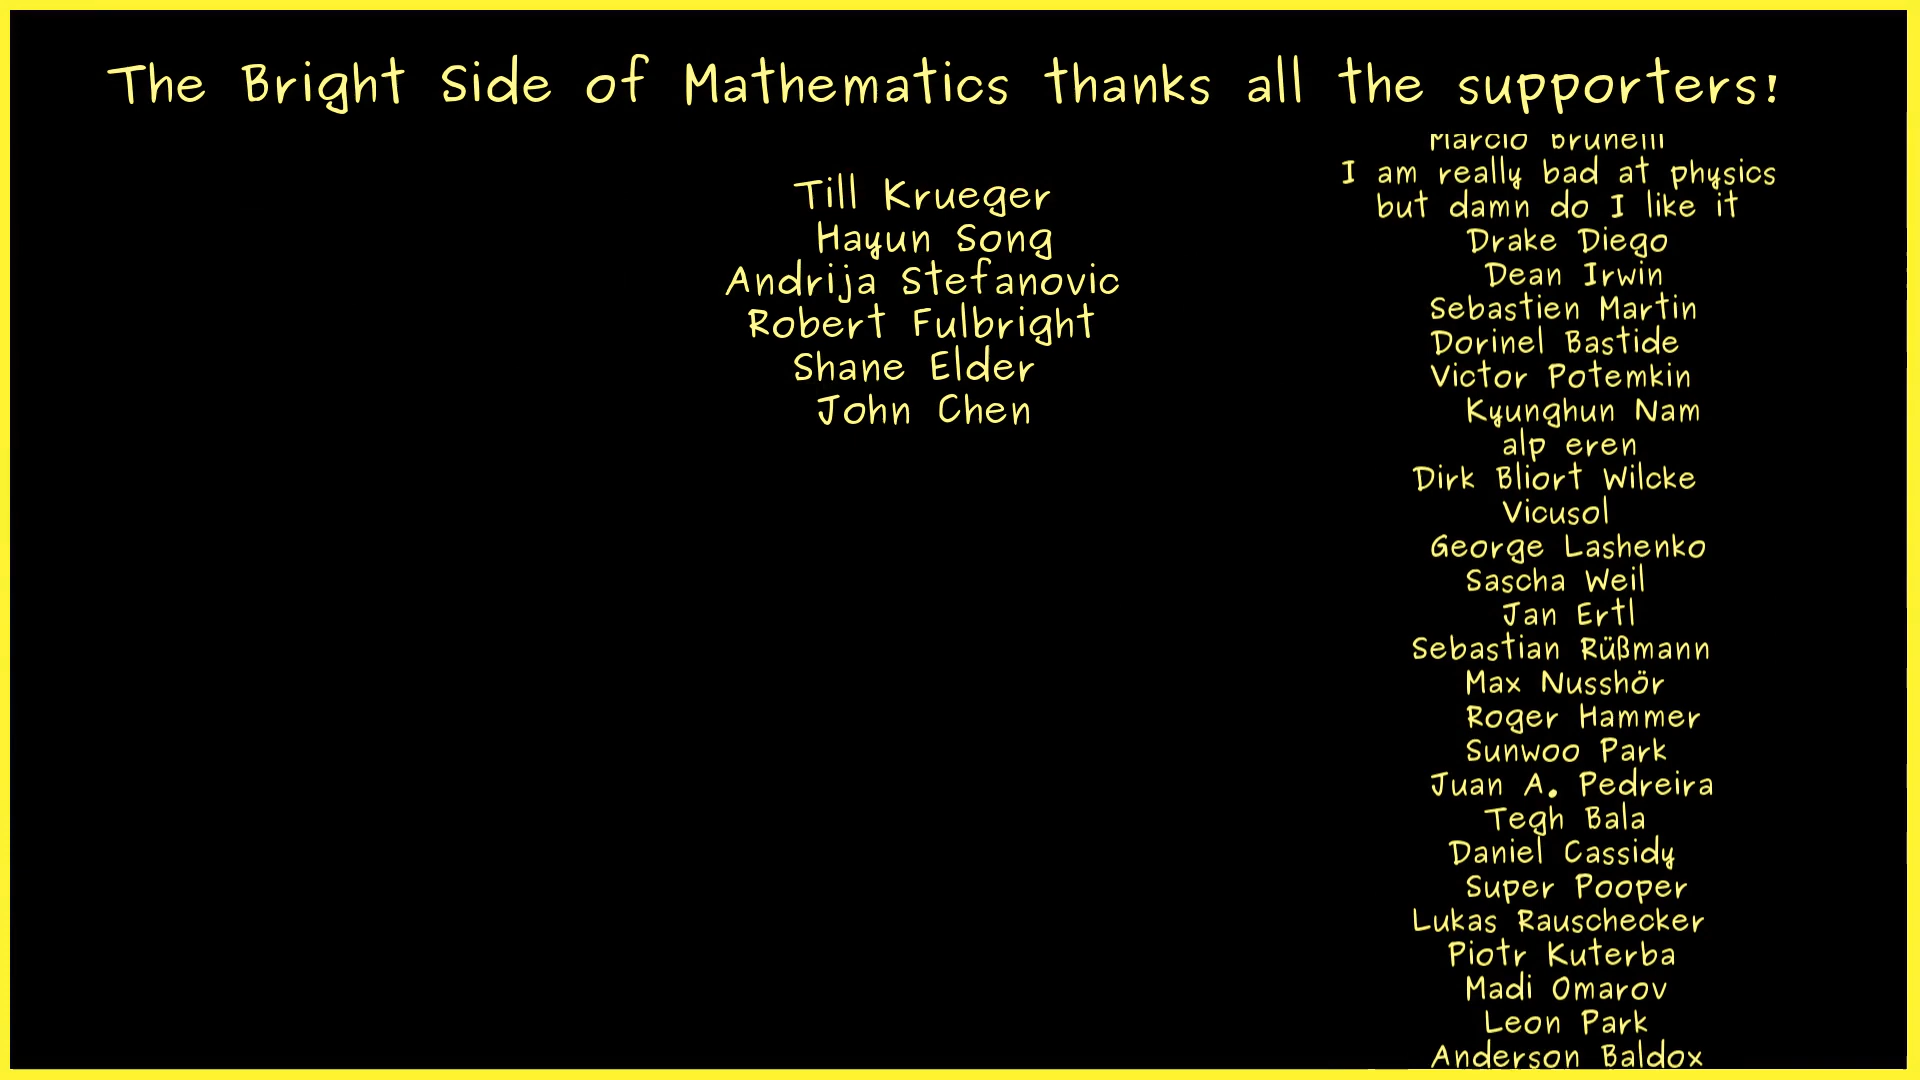 The Bright Side of Mathematics thanks all the supporters!
Till Krueger
Hayun Song
Andrija Stefanovic
Robert Fulbright
Shane Elder
John Chen
Marcio Brunelli
I am really bad at physics
but damn do I like it
Drake Diego
Dean Irwin
Sebastien Martin
Dorinel Bastide
Victor Potemkin
Kyunghun Nam
alp eren
Dirk Bliort Wilcke
Vicusol
George Lashenko
Sascha Weil
Jan Ertl
Sebastian Rüßmann
Max Nusshör
Roger Hammer
Sunwoo Park
Juan A. Pedreira
Tegh Bala
Daniel Cassidy
Super Pooper
Lukas Rauschecker
Piotr Kuterba
Madi Omarov
Leon Park
Anderson Baldox